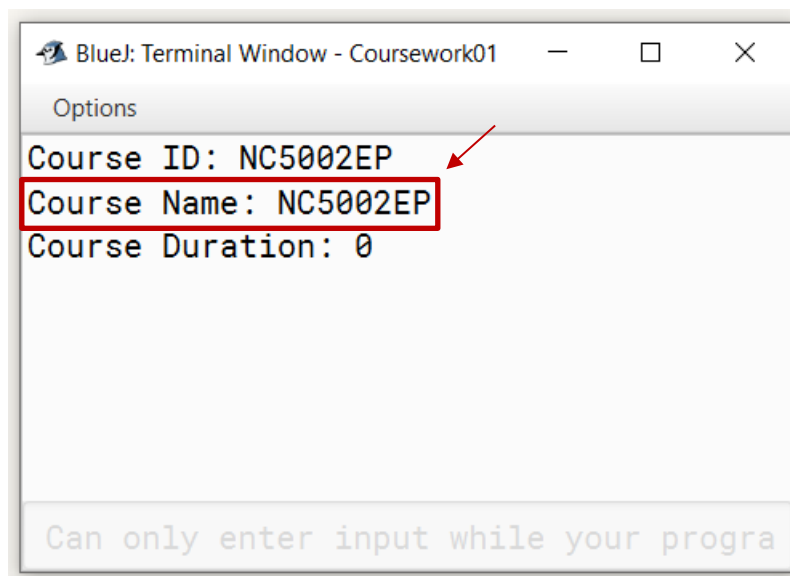 BlueJ: Terminal Window - Coursework01
Options
Course ID: NC5002EP
Course Name: NC5002EP
Course Duration: 0
Can only enter input while your progra